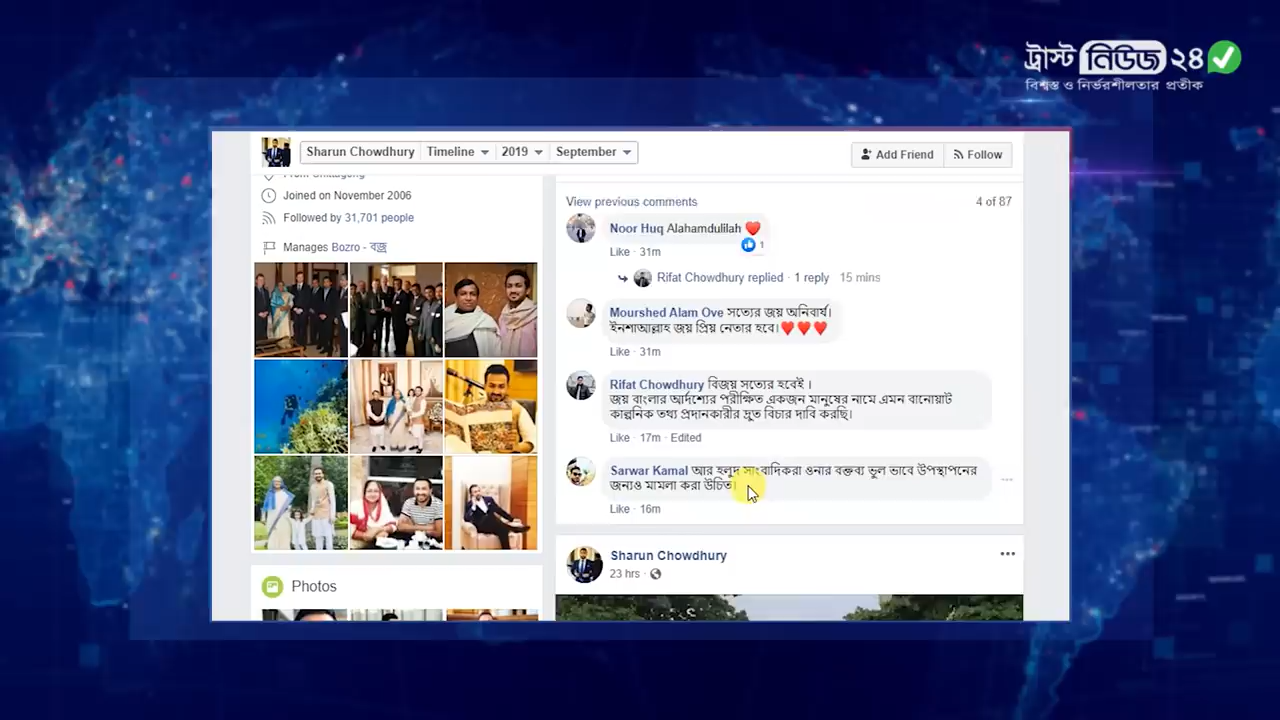 ট্রাস্ট নিউজ ২৪
বিশ্বস্ত ও নির্ভরশীলতার প্রতীক
Sharun Chowdhury Timeline 2019 September
Add Friend Follow
From Chittagong
Joined on November 2006
Followed by 31,701 people
Manages Bozro - বজ্র
Photos
View previous comments 4 of 87
Noor Huq Alahamdulilah ❤️
1
Like · 31m
Rifat Chowdhury replied · 1 reply 15 mins
Mourshed Alam Ove সত্যের জয় অনিবার্য।
ইনশাআল্লাহ জয় প্রিয় নেতার হবে।❤️❤️❤️
Like · 31m
Rifat Chowdhury বিজয় সত্যের হবেই ।
জয় বাংলার আর্দশ্যের পরীক্ষিত একজন মানুষের নামে এমন বানোয়াট
কাল্পনিক তথ্য প্রদানকারীর দ্রুত বিচার দাবি করছি।
Like · 17m · Edited
Sarwar Kamal আর হলুদ সাংবাদিকরা ওনার বক্তব্য ভুল ভাবে উপস্থাপনের
জন্যও মামলা করা উচিত।
Like · 16m
Sharun Chowdhury
23 hrs ·